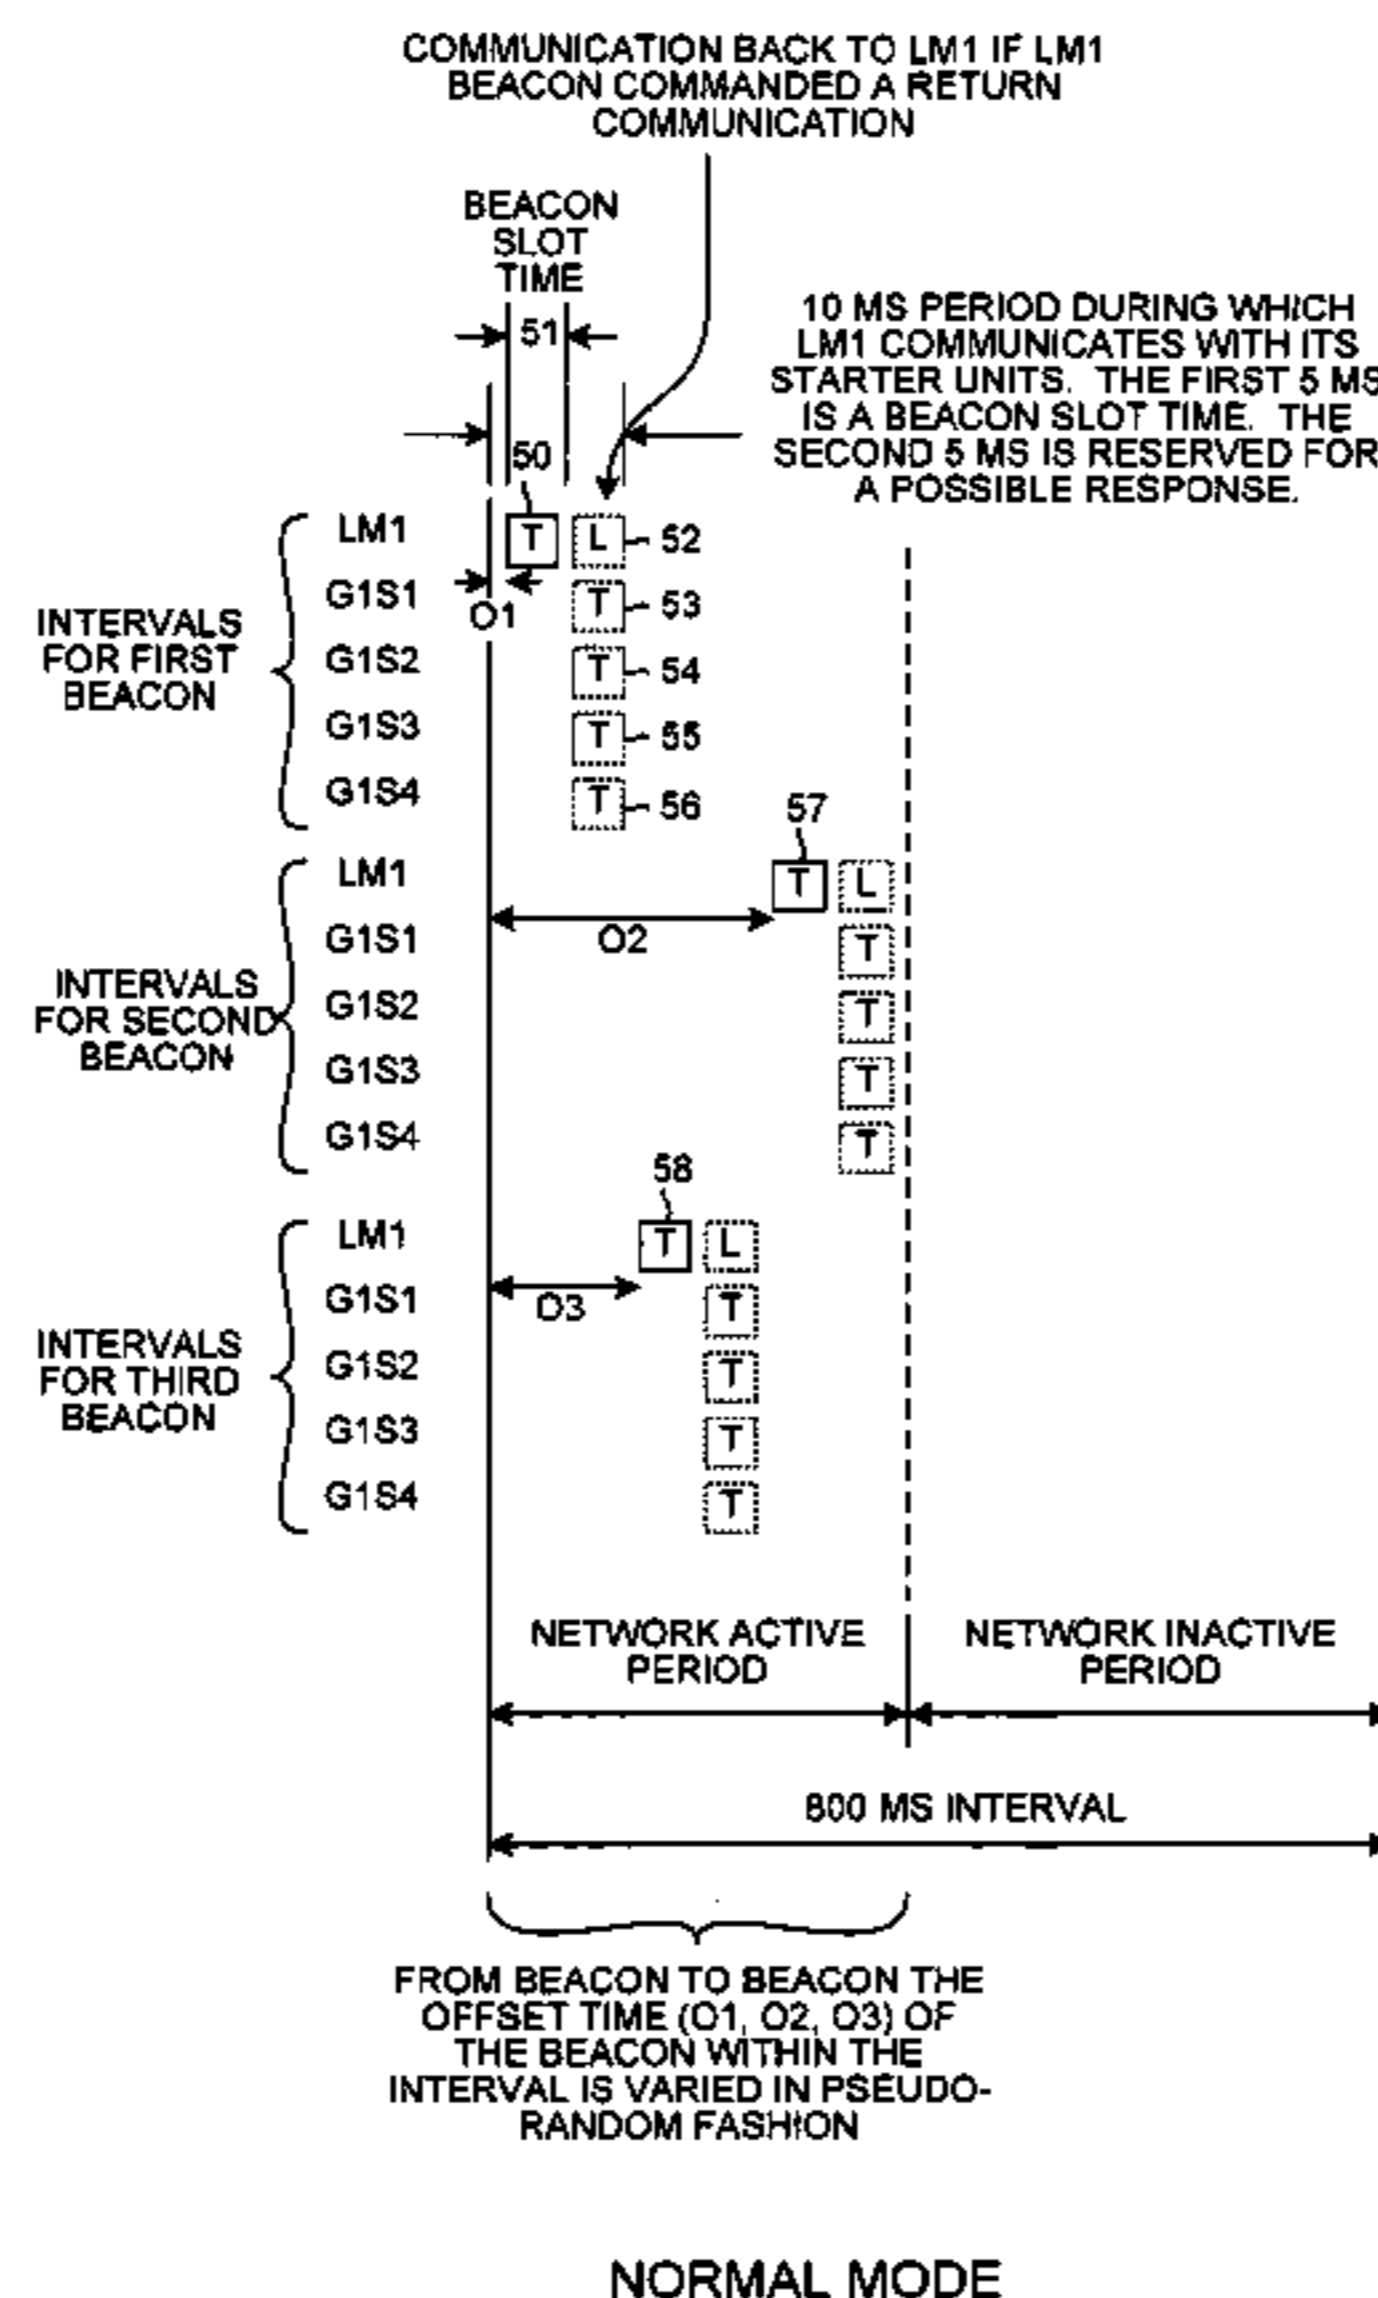 COMMUNICATION BACK TO LM1 IF LM1
BEACON COMMANDED A RETURN
COMMUNICATION
BEACON
SLOT
TIME
51
10 MS PERIOD DURING WHICH
LM1 COMMUNICATES WITH ITS
STARTER UNITS. THE FIRST 5 MS
IS A BEACON SLOT TIME. THE
SECOND 5 MS IS RESERVED FOR
A POSSIBLE RESPONSE.
50
INTERVALS
FOR FIRST
BEACON
LM1 T L 52
G1S1 O1 T 53
G1S2 T 54
G1S3 T 55
G1S4 T 56
57
INTERVALS
FOR SECOND
BEACON
LM1 T L
G1S1 O2 T
G1S2 T
G1S3 T
G1S4 T
58
INTERVALS
FOR THIRD
BEACON
LM1 T L
G1S1 O3 T
G1S2 T
G1S3 T
G1S4 T
NETWORK ACTIVE
PERIOD
NETWORK INACTIVE
PERIOD
800 MS INTERVAL
FROM BEACON TO BEACON THE
OFFSET TIME (O1, O2, O3) OF
THE BEACON WITHIN THE
INTERVAL IS VARIED IN PSEUDO-
RANDOM FASHION
NORMAL MODE